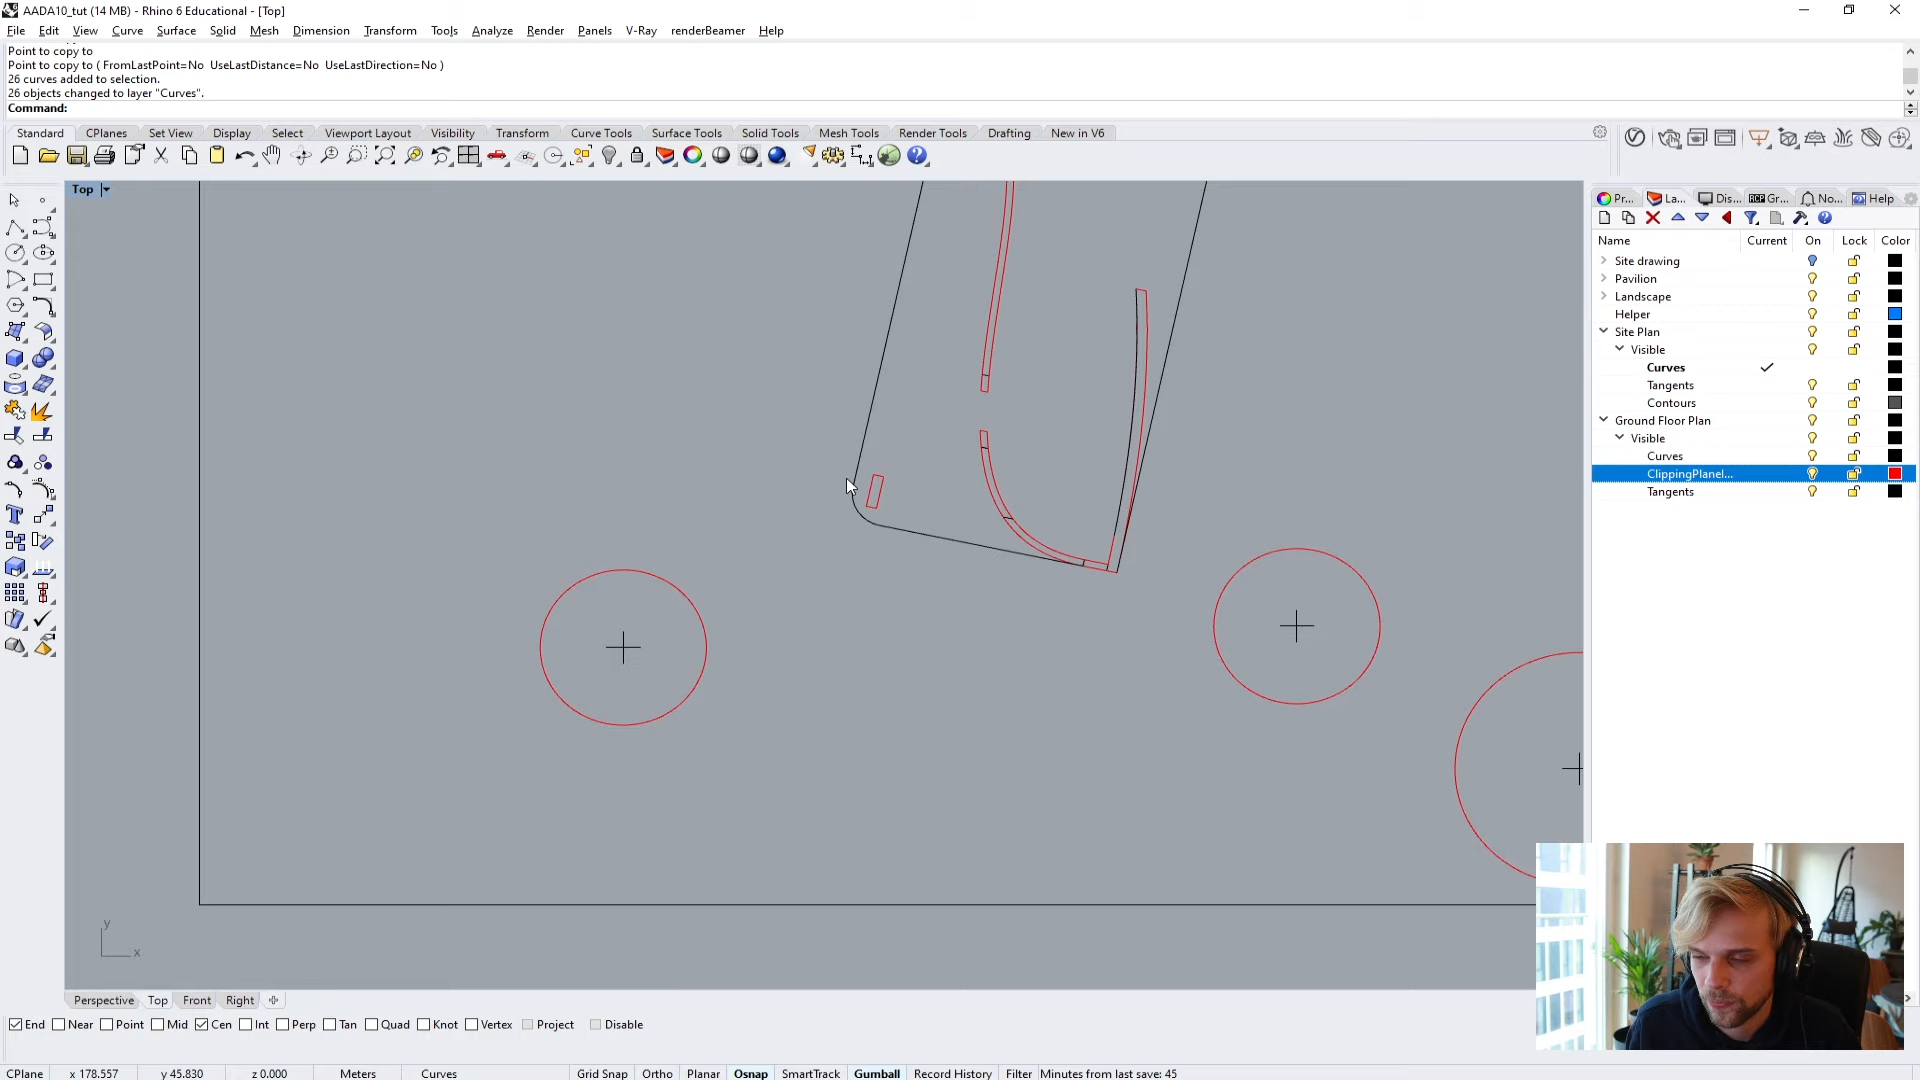 AADA10_tut (14 MB) - Rhino 6 Educational - [Top]
File Edit View Curve Surface Solid Mesh Dimension Transform Tools Analyze Render Panels V-Ray renderBeamer Help
Point to copy to
Point to copy to ( FromLastPoint=No UseLastDistance=No UseLastDirection=No )
26 curves added to selection.
26 objects changed to layer "Curves".
Command:
Standard CPlanes Set View Display Select Viewport Layout Visibility Transform Curve Tools Surface Tools Solid Tools Mesh Tools Render Tools Drafting New in V6
Top
Pr... La... Dis... Gr... No... Help
Name Current On Lock Color
Site drawing
Pavilion
Landscape
Helper
Site Plan
Visible
Curves
Tangents
Contours
Ground Floor Plan
Visible
Curves
ClippingPlaneI...
Tangents
y
x
Perspective Top Front Right
End Near Point Mid Cen Int Perp Tan Quad Knot Vertex Project Disable
CPlane x 178.557 y 45.830 z 0.000 Meters Curves Grid Snap Ortho Planar Osnap SmartTrack Gumball Record History Filter Minutes from last save: 45